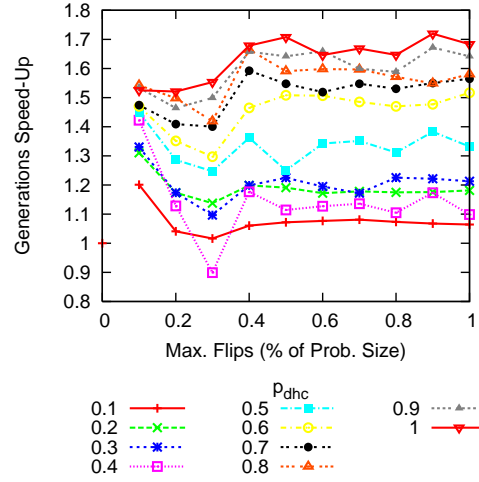 1.8
1.7
1.6
1.5
1.4
1.3
1.2
1.1
1
0.9
0.8
Generations Speed-Up
0 0.2 0.4 0.6 0.8 1
Max. Flips (% of Prob. Size)
p_dhc
0.1 0.5 0.9
0.2 0.6 1
0.3 0.7
0.4 0.8